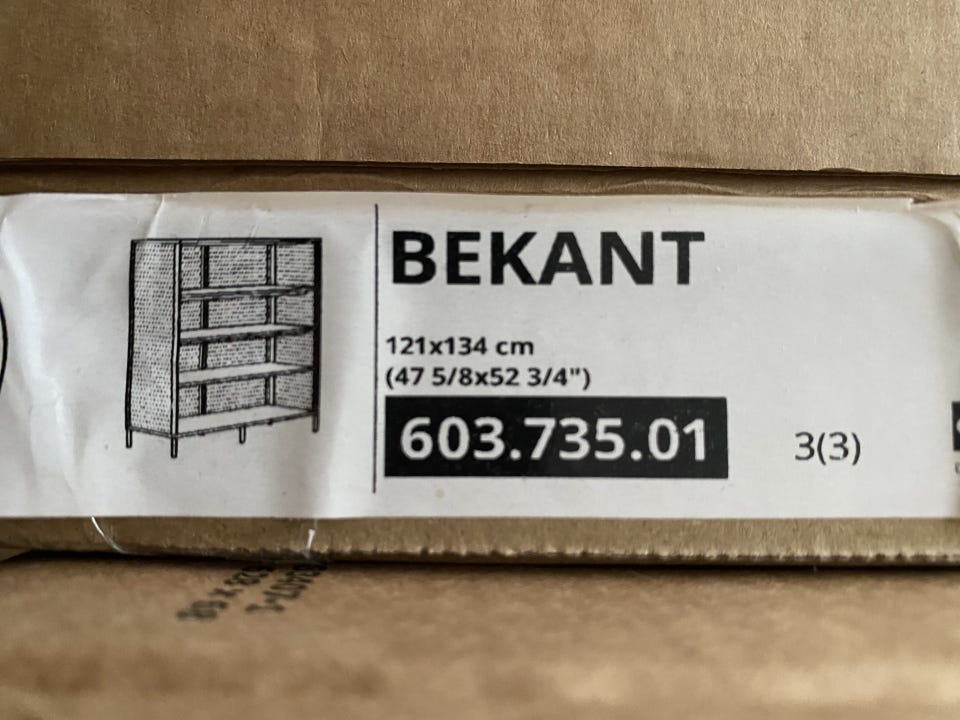 BEKANT
121x134 cm
(47 5/8x52 3/4")
603.735.01
3(3)